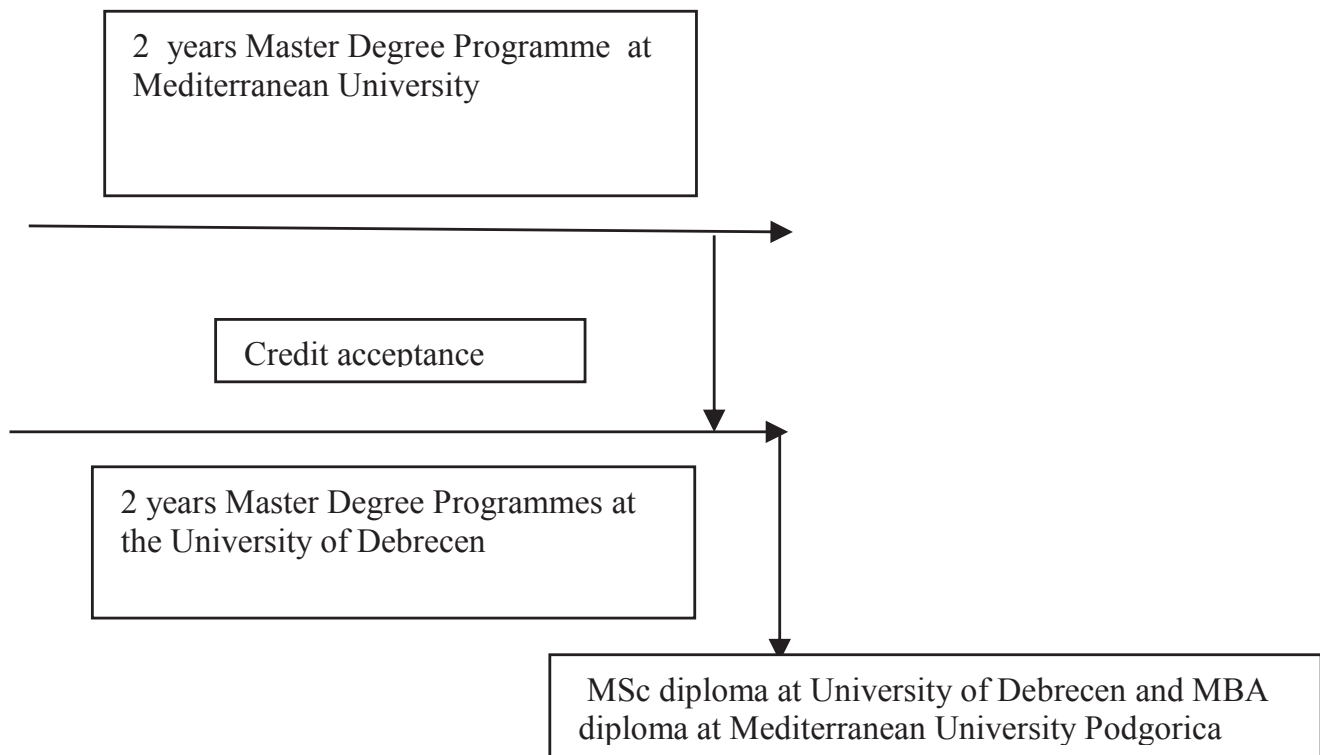 2 years Master Degree Programme at
Mediterranean University
Credit acceptance
2 years Master Degree Programmes at
the University of Debrecen
MSc diploma at University of Debrecen and MBA
diploma at Mediterranean University Podgorica